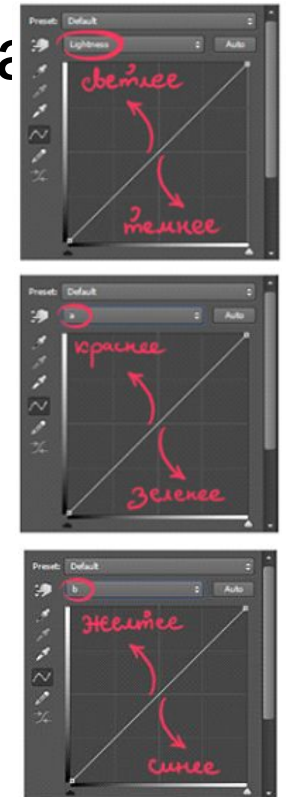 а
Preset: Default
Lightness Auto
светлее
темнее
Preset: Default
a Auto
краснее
зеленее
Preset: Default
b Auto
желтее
синее